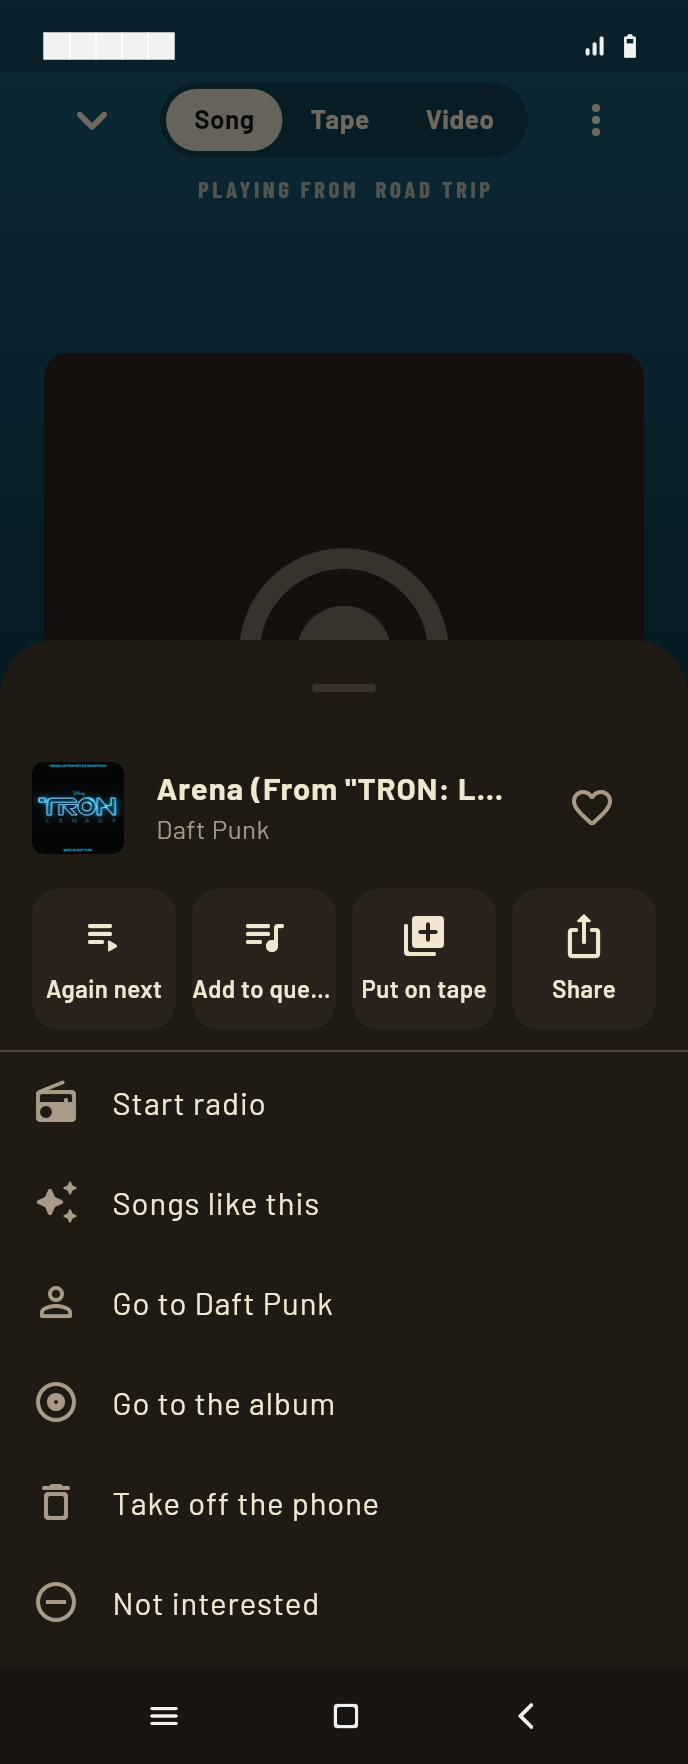 Song Tape Video
PLAYING FROM ROAD TRIP
Disney
TRON
LEGACY
Arena (From "TRON: L...
Daft Punk
Again next
Add to que...
Put on tape
Share
Start radio
Songs like this
Go to Daft Punk
Go to the album
Take off the phone
Not interested